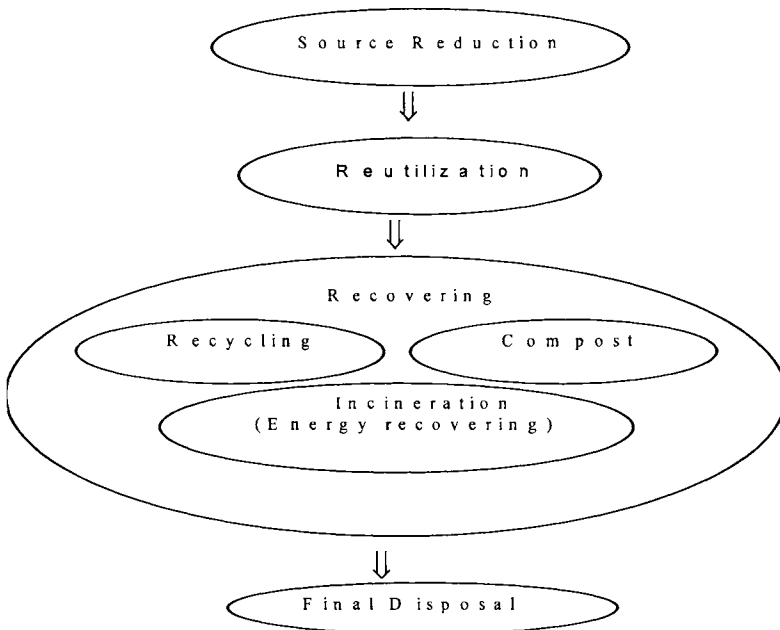 Source Reduction
Reutilization
Recovering
Recycling
Compost
Incineration
(Energy recovering)
Final Disposal